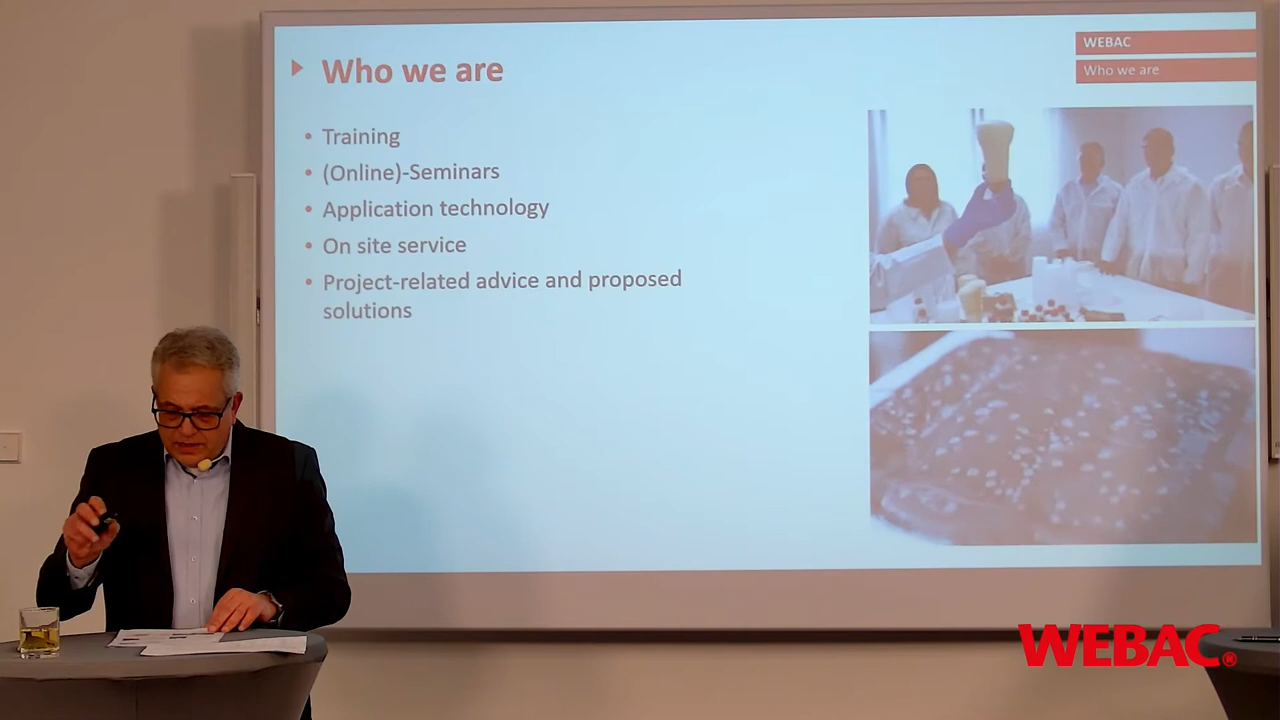 Who we are
WEBAC
Who we are
• Training
• (Online)-Seminars
• Application technology
• On site service
• Project-related advice and proposed
solutions
WEBAC®